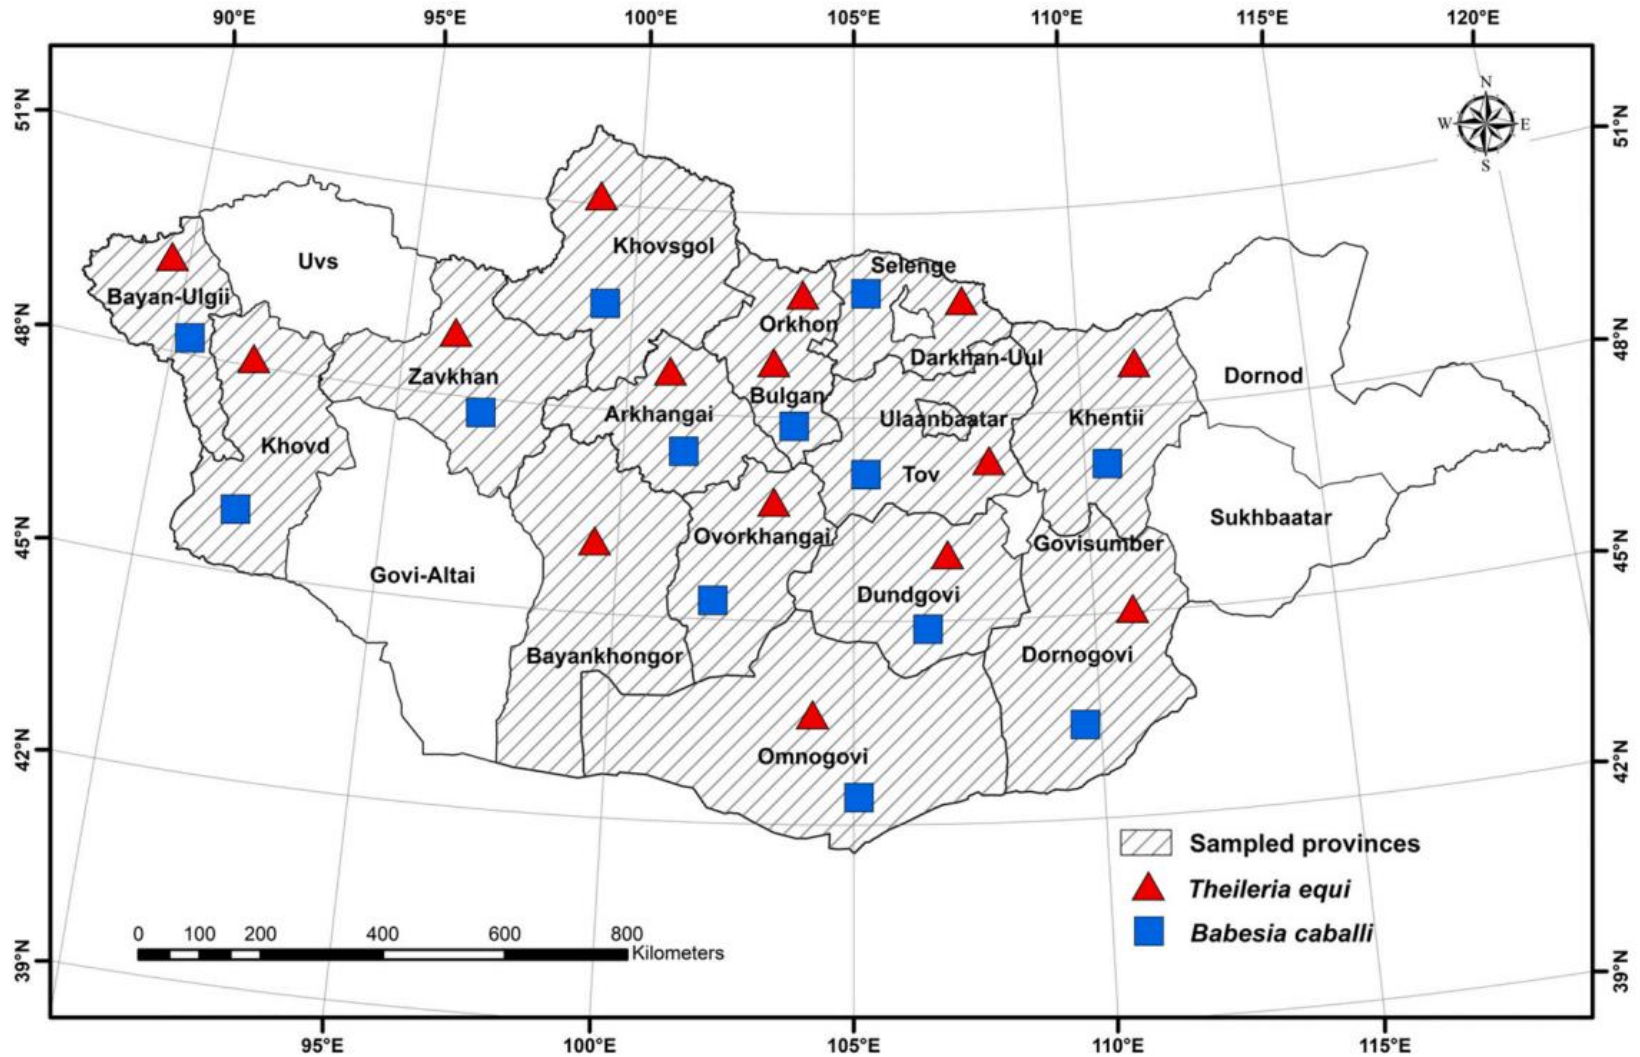 90°E 95°E 100°E 105°E 110°E 115°E 120°E
51°N
51°N
N
W E
S
Khovsgol
Uvs
Selenge
Bayan-Ulgii
Orkhon
48°N
48°N
Darkhan-Uul
Zavkhan
Dornod
Bulgan
Arkhangai
Ulaanbaatar
Khentii
Khovd
Tov
Sukhbaatar
45°N
45°N
Ovorkhangai
Govisumber
Govi-Altai
Dundgovi
Bayankhongor
Dornogovi
42°N
42°N
Omnogovi
Sampled provinces
Theileria equi
Babesia caballi
0 100 200 400 600 800
Kilometers
39°N
39°N
95°E 100°E 105°E 110°E 115°E